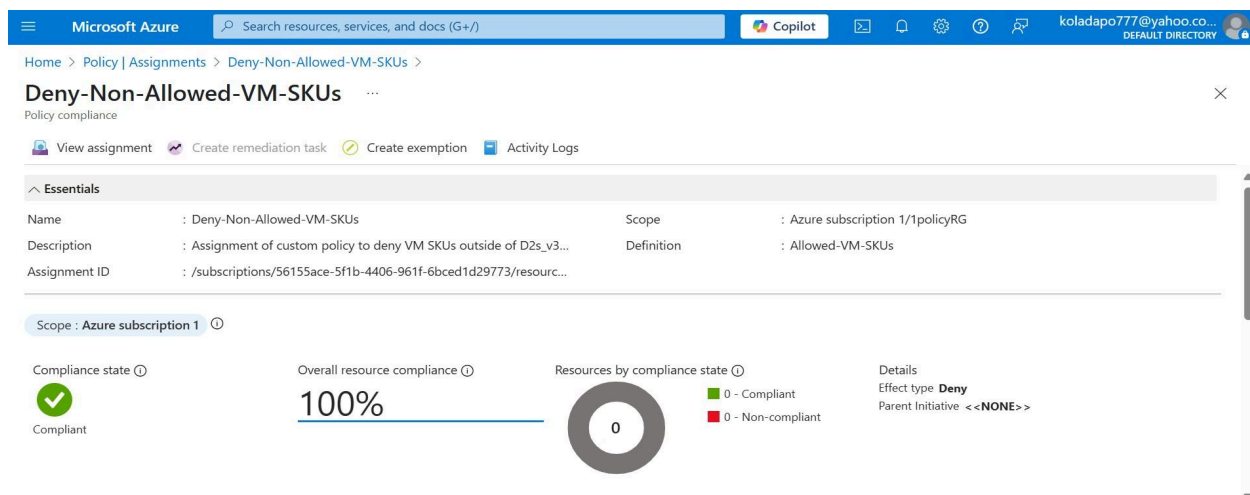 Microsoft Azure
Search resources, services, and docs (G+/)
Copilot
koladapo777@yahoo.co...
DEFAULT DIRECTORY
Home > Policy | Assignments > Deny-Non-Allowed-VM-SKUs >
Deny-Non-Allowed-VM-SKUs ...
Policy compliance
View assignment Create remediation task Create exemption Activity Logs
Essentials
Name : Deny-Non-Allowed-VM-SKUs Scope : Azure subscription 1/1policyRG
Description : Assignment of custom policy to deny VM SKUs outside of D2s_v3... Definition : Allowed-VM-SKUs
Assignment ID : /subscriptions/56155ace-5f1b-4406-961f-6bced1d29773/resourc...
Scope : Azure subscription 1
Compliance state Overall resource compliance Resources by compliance state Details
Compliant 100% 0 0 - Compliant Effect type Deny
0 - Non-compliant Parent Initiative <<NONE>>